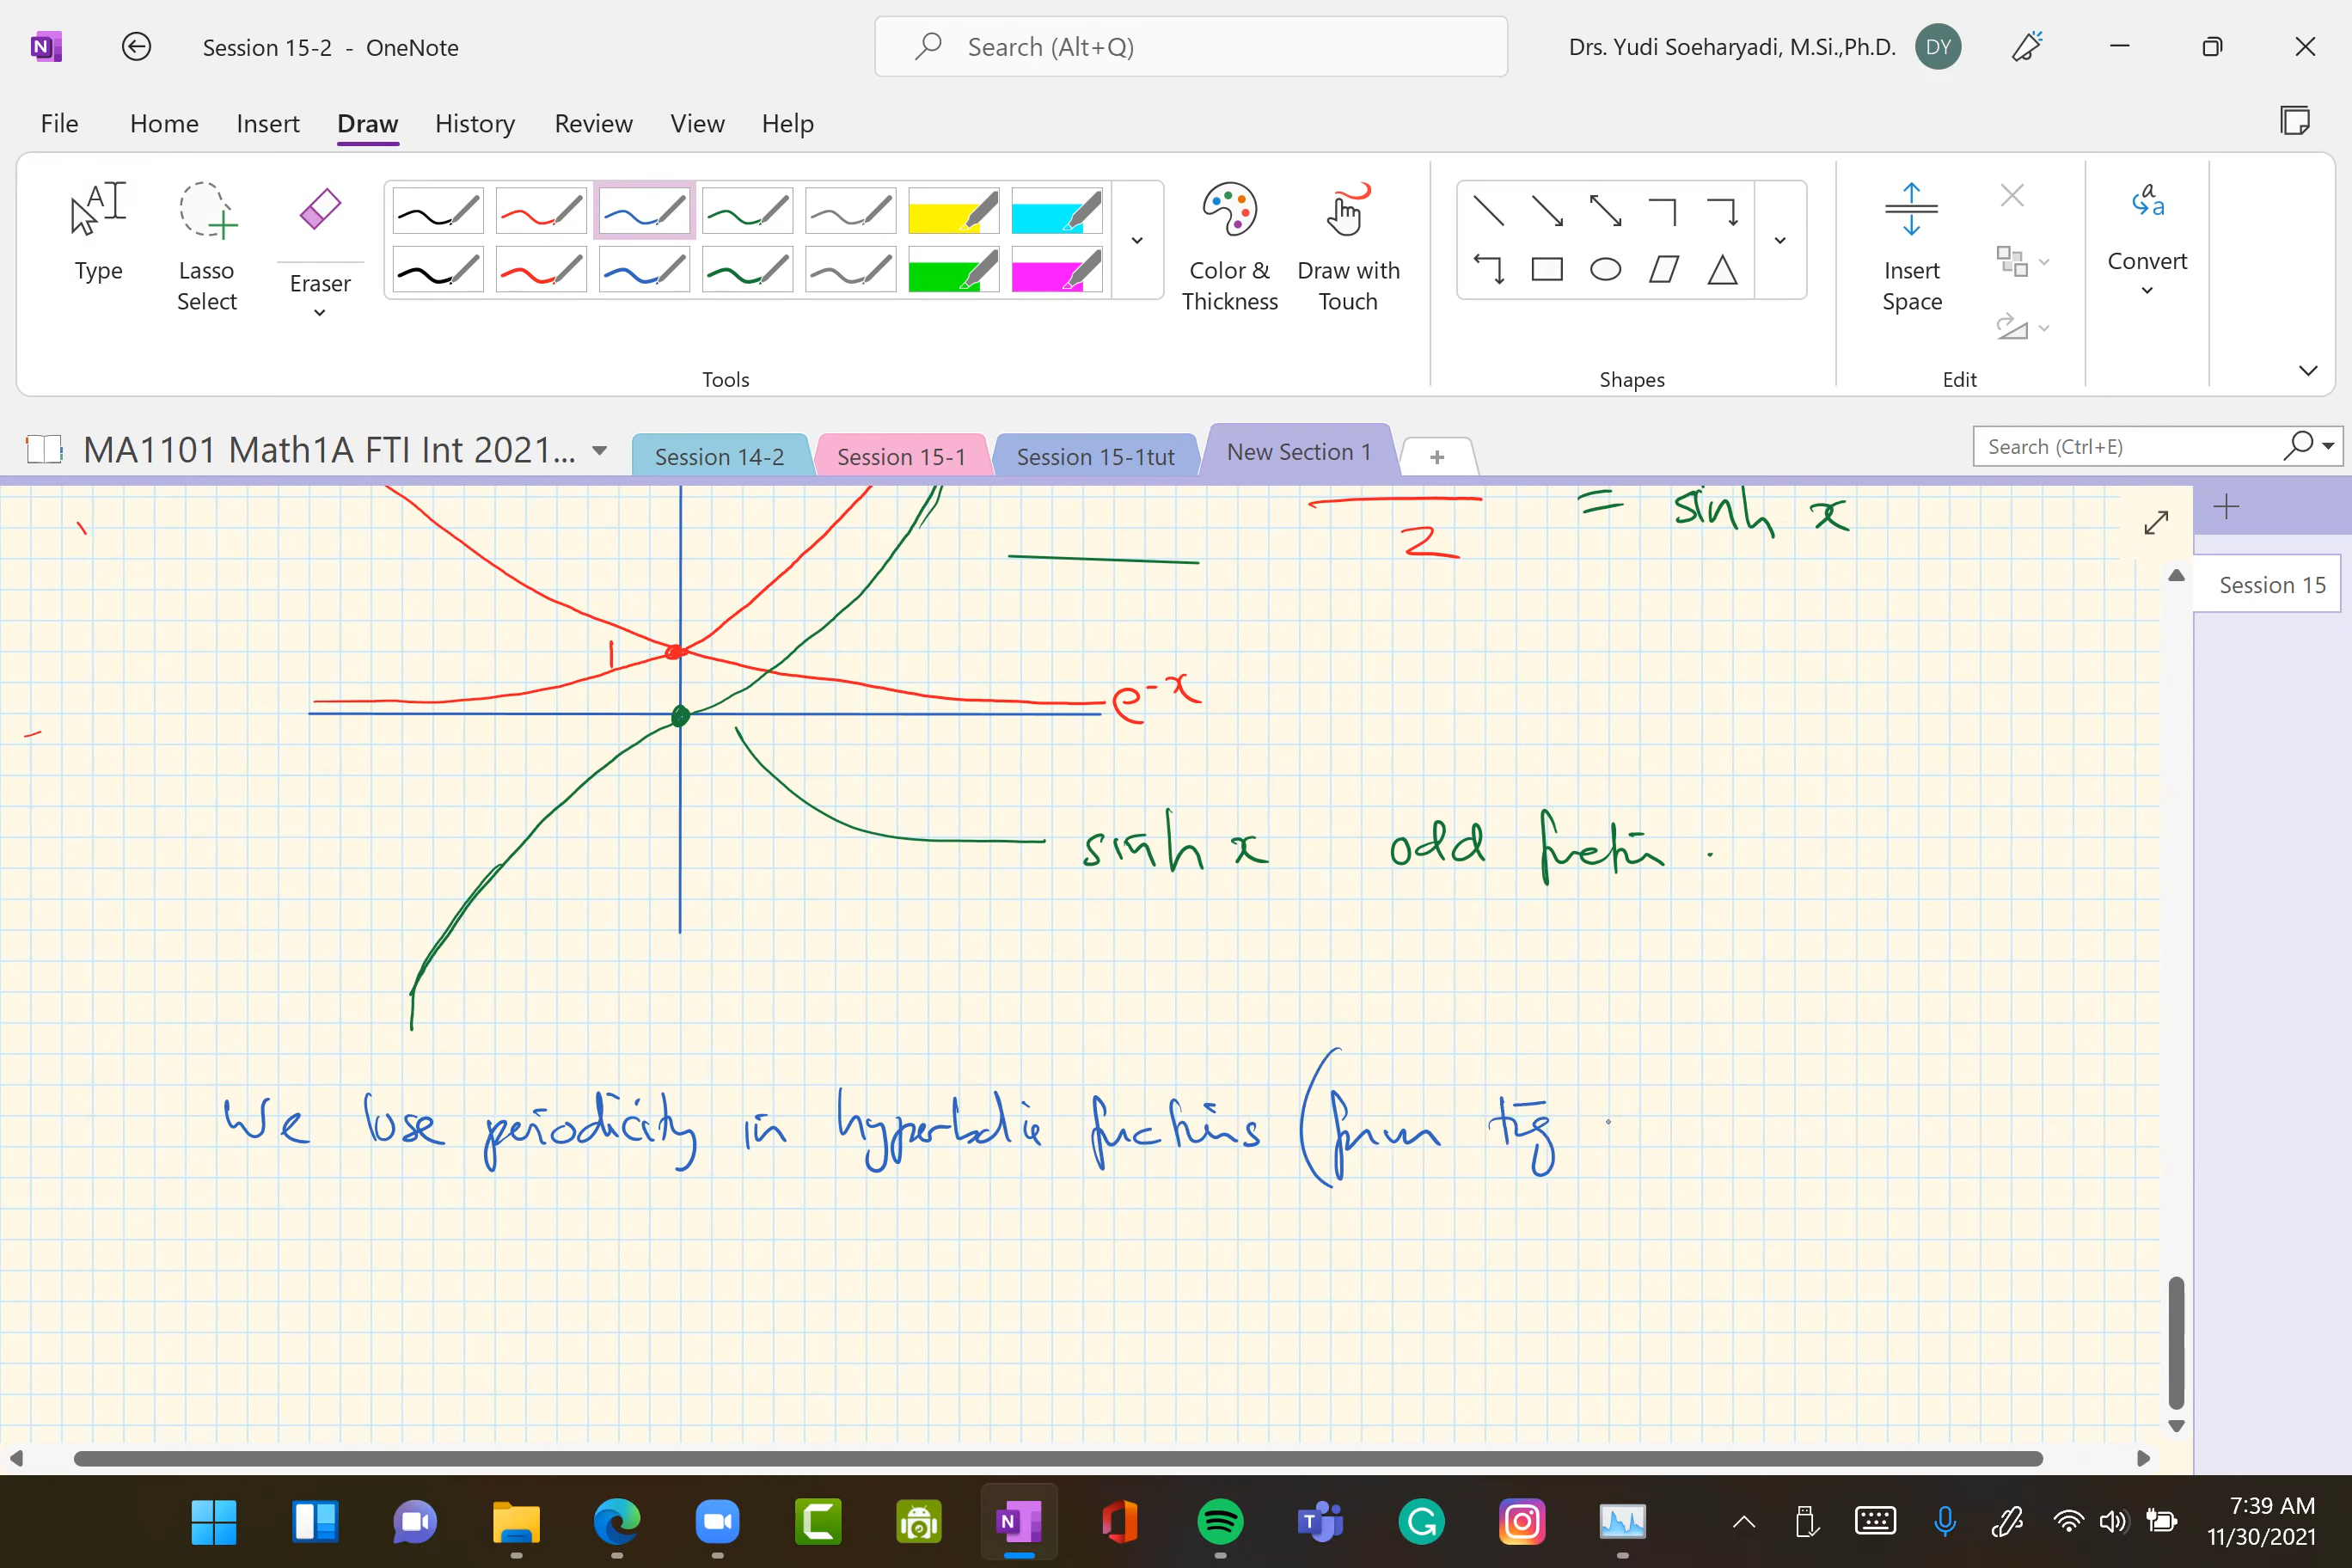 Session 15-2 - OneNote
Search (Alt+Q)
Drs. Yudi Soeharyadi, M.Si.,Ph.D.
DY
File Home Insert Draw History Review View Help
Type
Lasso Select
Eraser
Color & Thickness
Draw with Touch
Insert Space
Convert
Tools
Shapes
Edit
MA1101 Math1A FTI Int 2021...
Session 14-2
Session 15-1
Session 15-1tut
New Section 1
Search (Ctrl+E)
Session 15
2
= sinh x
1
e^-x
sinh x odd function.
We lose periodicity in hyperbolic functions (from trig
7:39 AM
11/30/2021